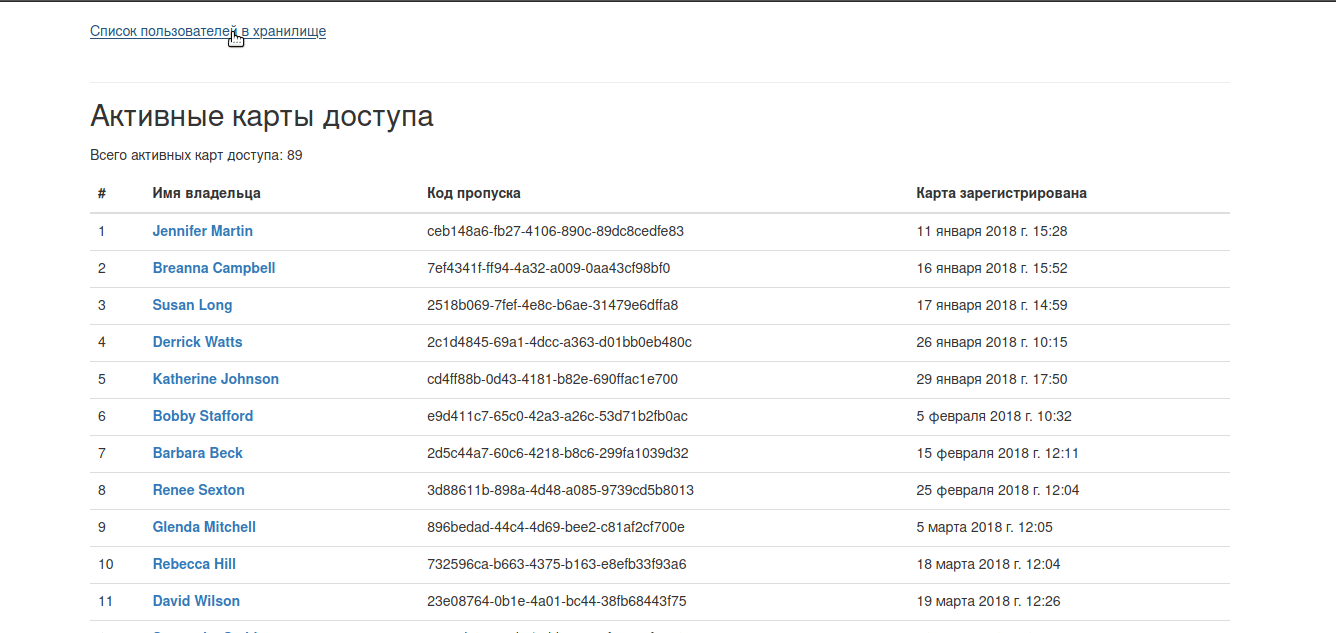 Список пользователей в хранилище
Активные карты доступа
Всего активных карт доступа: 89
# Имя владельца Код пропуска Карта зарегистрирована
1 Jennifer Martin ceb148a6-fb27-4106-890c-89dc8cedfe83 11 января 2018 г. 15:28
2 Breanna Campbell 7ef4341f-ff94-4a32-a009-0aa43cf98bf0 16 января 2018 г. 15:52
3 Susan Long 2518b069-7fef-4e8c-b6ae-31479e6dffa8 17 января 2018 г. 14:59
4 Derrick Watts 2c1d4845-69a1-4dcc-a363-d01bb0eb480c 26 января 2018 г. 10:15
5 Katherine Johnson cd4ff88b-0d43-4181-b82e-690ffac1e700 29 января 2018 г. 17:50
6 Bobby Stafford e9d411c7-65c0-42a3-a26c-53d71b2fb0ac 5 февраля 2018 г. 10:32
7 Barbara Beck 2d5c44a7-60c6-4218-b8c6-299fa1039d32 15 февраля 2018 г. 12:11
8 Renee Sexton 3d88611b-898a-4d48-a085-9739cd5b8013 25 февраля 2018 г. 12:04
9 Glenda Mitchell 896bedad-44c4-4d69-bee2-c81af2cf700e 5 марта 2018 г. 12:05
10 Rebecca Hill 732596ca-b663-4375-b163-e8efb33f93a6 18 марта 2018 г. 12:04
11 David Wilson 23e08764-0b1e-4a01-bc44-38fb68443f75 19 марта 2018 г. 12:26